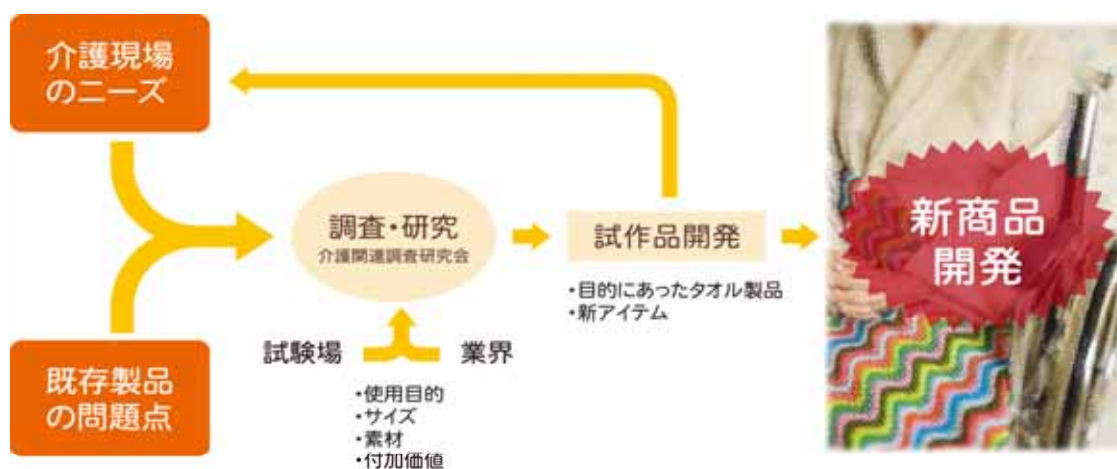 介護現場
のニーズ
既存製品
の問題点
調査・研究
介護関連調査研究会
試験場
業界
・使用目的
・サイズ
・素材
・付加価値
試作品開発
・目的にあったタオル製品
・新アイテム
新商品
開発